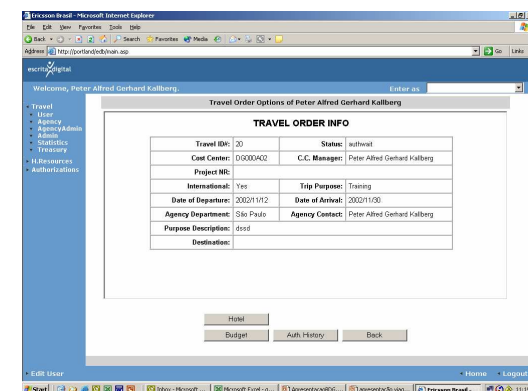 Ericsson Brasil - Microsoft Internet Explorer
File Edit View Favorites Tools Help
Back Search Favorites Media
Address http://portland/edb/main.asp Go Links
escritadigital
Welcome, Peter Alfred Gerhard Kallberg. Enter as
Travel
User
Agency
AgencyAdmin
Admin
Statistics
Treasury
H.Resources
Authorizations
Travel Order Options of Peter Alfred Gerhard Kallberg
TRAVEL ORDER INFO
Travel ID#: 20 Status: authwait
Cost Center: DG000A02 C.C. Manager: Peter Alfred Gerhard Kallberg
Project NR:
International: Yes Trip Purpose: Training
Date of Departure: 2002/11/12 Date of Arrival: 2002/11/30
Agency Department: São Paulo Agency Contact: Peter Alfred Gerhard Kallberg
Purpose Description: dssd
Destination:
Hotel
Budget Auth. History Back
Edit User Home Logout
Start Inbox - Microsoft ... Microsoft Excel - ... Ericsson Brasil -